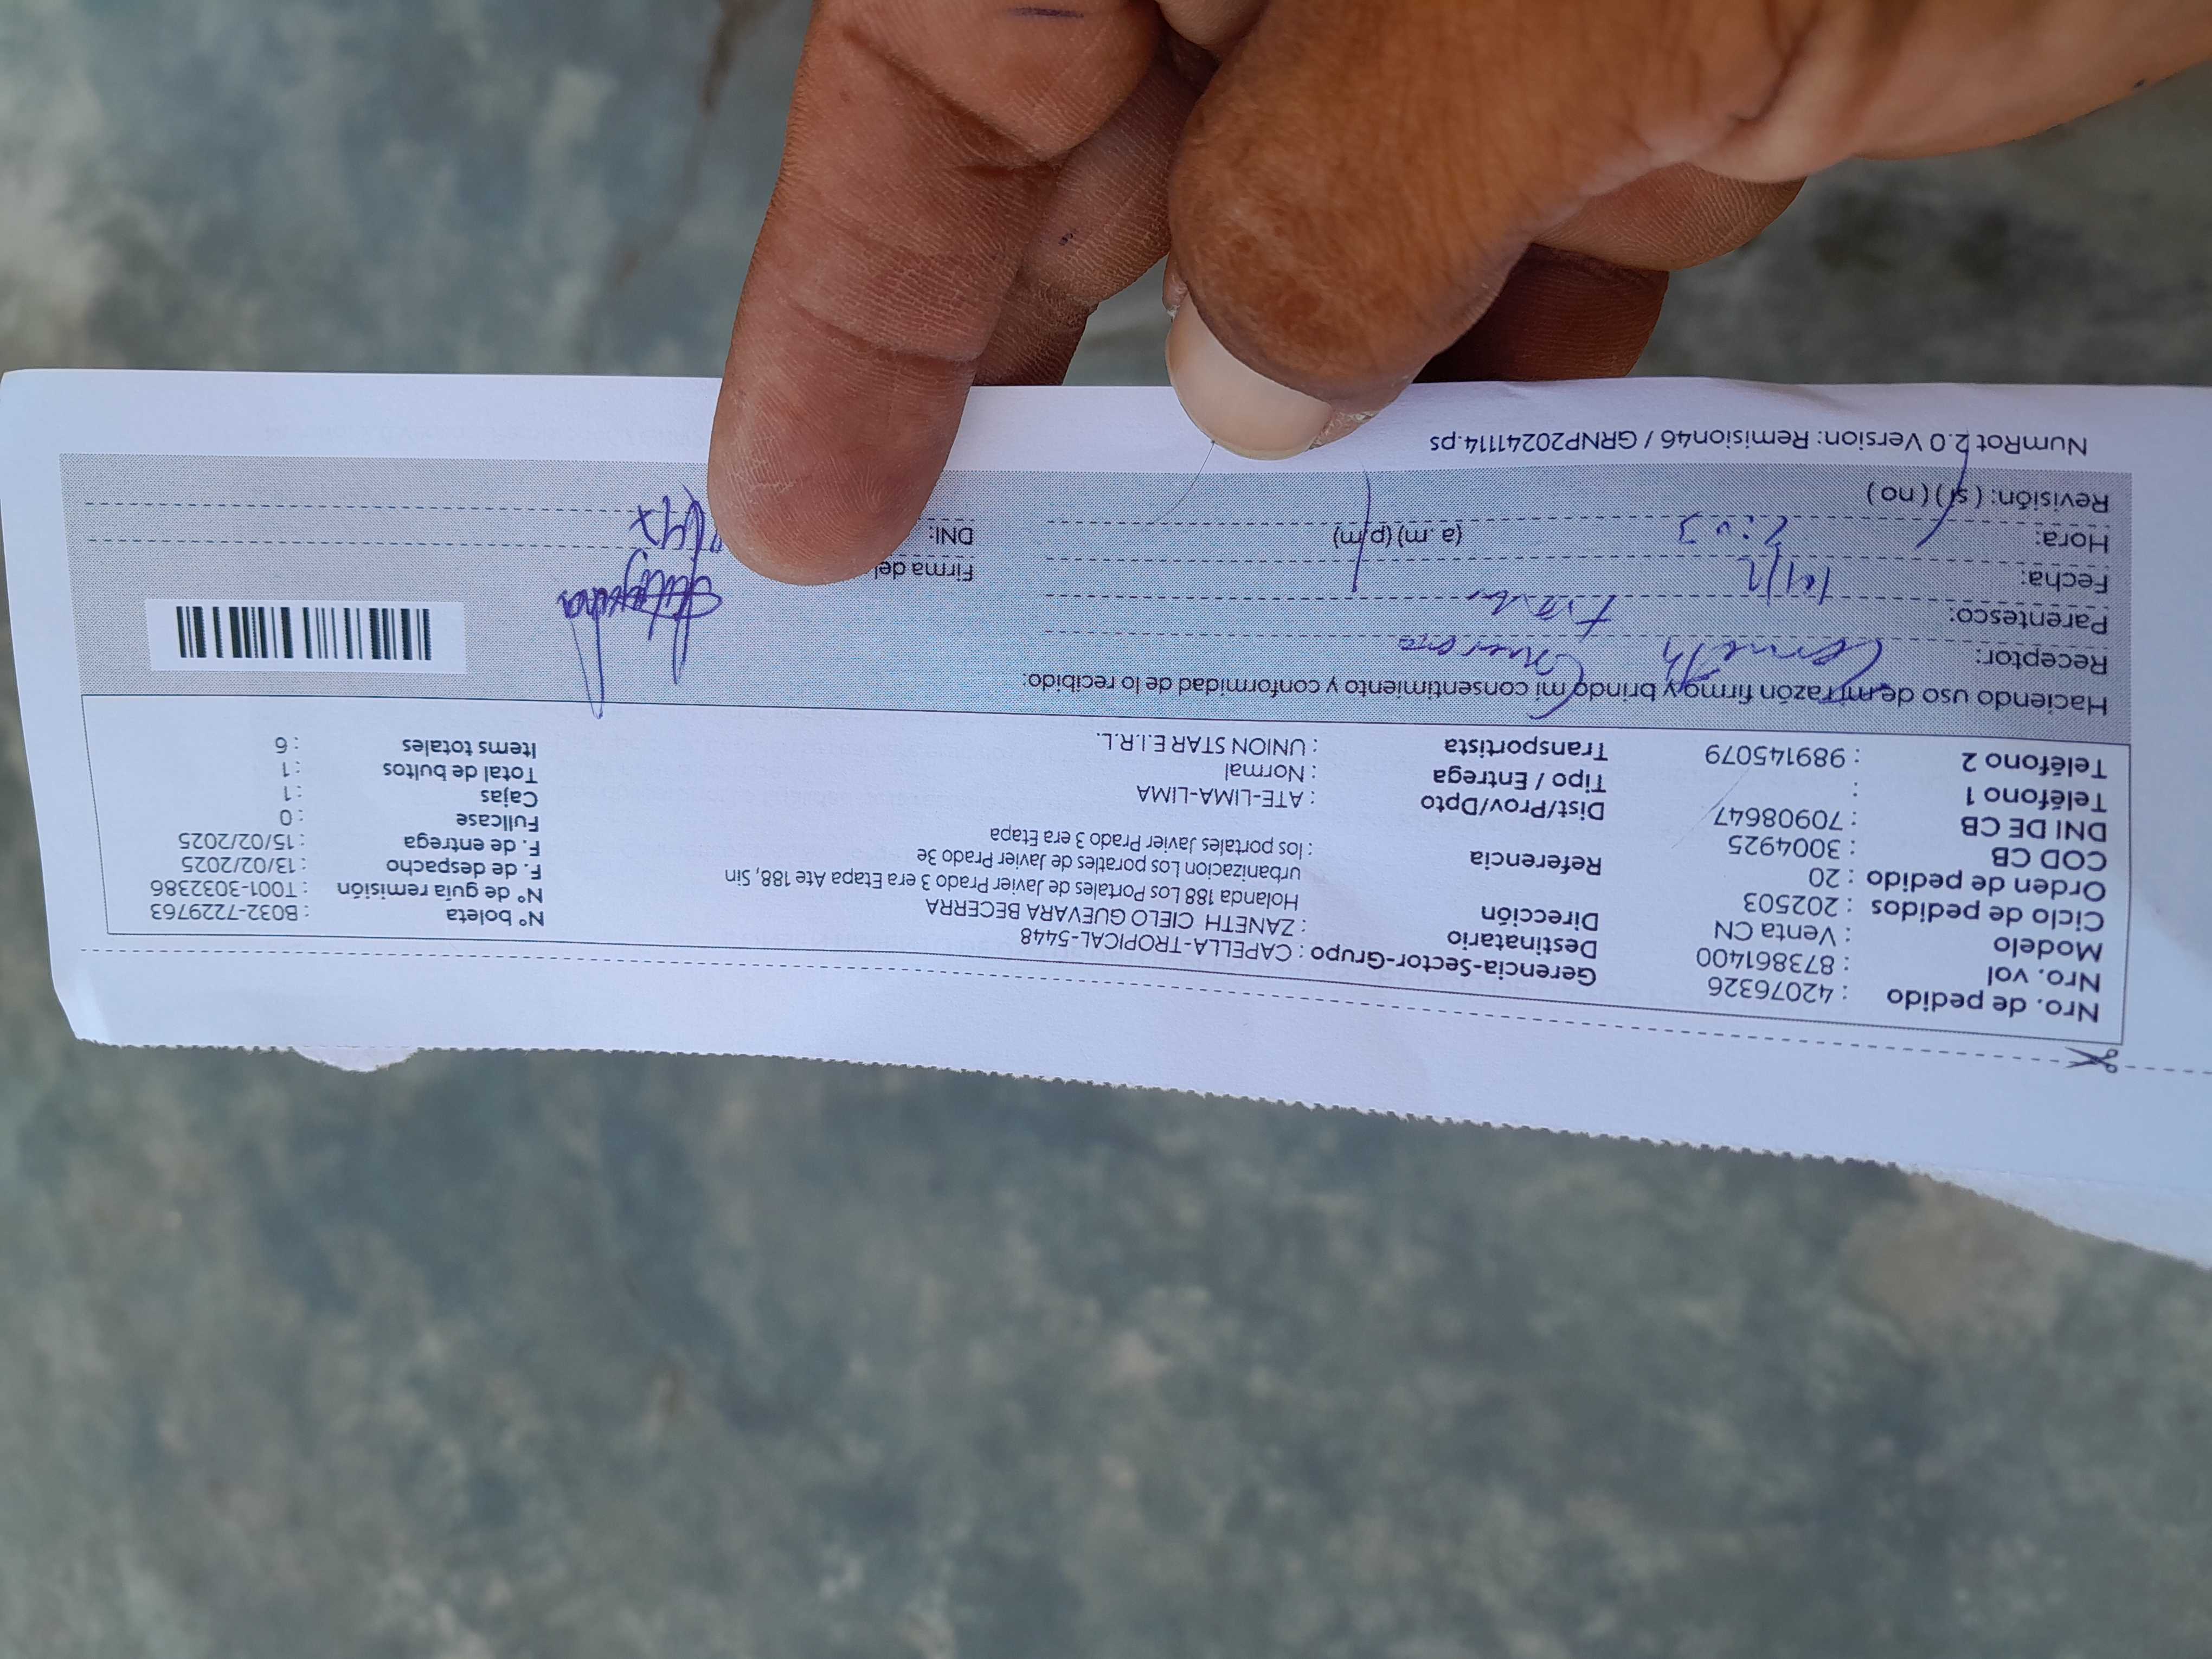 Nro. de pedido : 42076326 Gerencia-Sector-Grupo : CAPELLA-TROPICAL-5448
Nro. vol : 873861400 Destinatario : ZANETH CIELO GUEVARA BECERRA
Modelo : Venta CN Dirección Holanda 188 Los Portales de Javier Prado 3 era Etapa Ate 188, Sin
Ciclo de pedidos : 202503 urbanizacion Los poratles de Javier Prado 3e
Orden de pedido : 20 Referencia : los portales Javier Prado 3 era Etapa
COD CB : 3004925
DNI DE CB : 70908647 Dist/Prov/Dpto : ATE-LIMA-LIMA
Teléfono 1 : Tipo / Entrega : Normal
Teléfono 2 : 989145079 Transportista : UNION STAR E.I.R.L.
N° boleta : B032-7229763
N° de guía remisión : T001-3032386
F. de despacho : 13/02/2025
F. de entrega : 15/02/2025
Fullcase : 0
Cajas : 1
Total de bultos : 1
Items totales : 6
Haciendo uso de mi razón firmo y brindo mi consentimiento y conformidad de lo recibido:
Receptor:
Parentesco:
Fecha: 14/2
Hora: (a.m) (p.m)
Revisión: (sí) (no)
Firma del
DNI:
NumRot 2.0 Version: Remision46 / GRNP20241114.ps